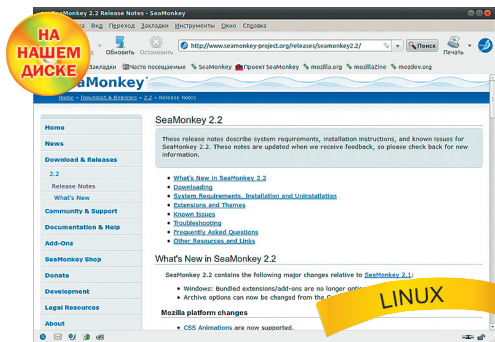 SeaMonkey 2.2 Release Notes - SeaMonkey
Вид Переход Закладки Инструменты Окно Справка
НА
НАШЕМ
ДИСКЕ
Обновить
Остановить
http://www.seamonkey-project.org/releases/seamonkey2.2/
Поиск
Печать
Закладки Часто посещаемые SeaMonkey Проект SeaMonkey mozilla.org mozillaZine mozdev.org
aMonkey
Home » Download & Releases » 2.2 » Release Notes
Home
News
Download & Releases
2.2
Release Notes
What's New
Community & Support
Documentation & Help
Add-Ons
SeaMonkey Shop
Donate
Development
Legal Resources
About
SeaMonkey 2.2
These release notes describe system requirements, installation instructions, and known issues for
SeaMonkey 2.2. These notes are updated when we receive feedback, so please check back for new
information.
• What's New in SeaMonkey 2.2
• Downloading
• System Requirements, Installation and Uninstallation
• Extensions and Themes
• Known Issues
• Troubleshooting
• Frequently Asked Questions
• Other Resources and Links
What's New in SeaMonkey 2.2
SeaMonkey 2.2 contains the following major changes relative to SeaMonkey 2.1:
• Windows: Bundled extensions/add-ons are no longer
• Archive options can now be changed from the
Mozilla platform changes
• CSS Animations are now supported.
LINUX